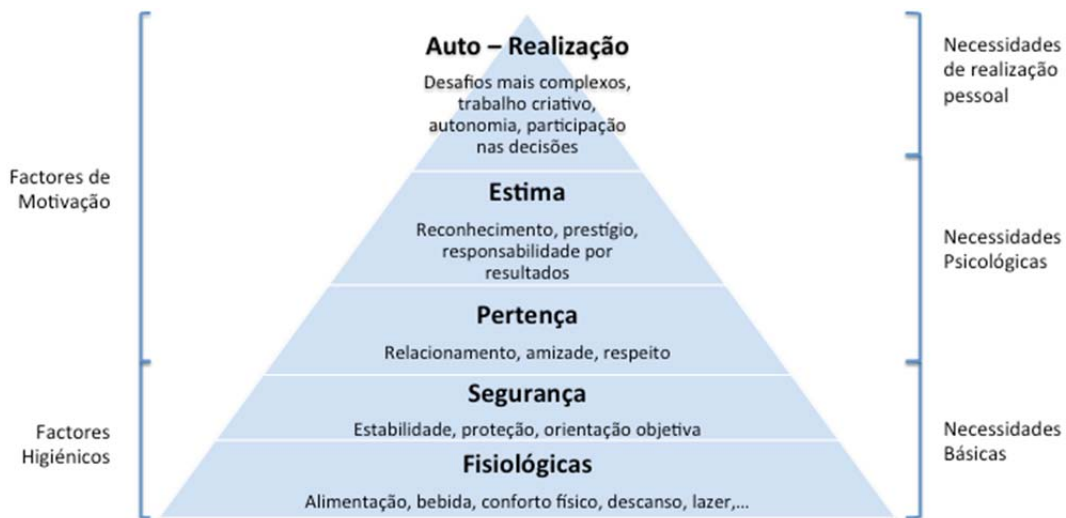 Auto – Realização
Desafios mais complexos,
trabalho criativo,
autonomia, participação
nas decisões
Estima
Reconhecimento, prestígio,
responsabilidade por
resultados
Pertença
Relacionamento, amizade, respeito
Segurança
Estabilidade, proteção, orientação objetiva
Fisiológicas
Alimentação, bebida, conforto físico, descanso, lazer,...
Factores de
Motivação
Factores
Higiénicos
Necessidades
de realização
pessoal
Necessidades
Psicológicas
Necessidades
Básicas